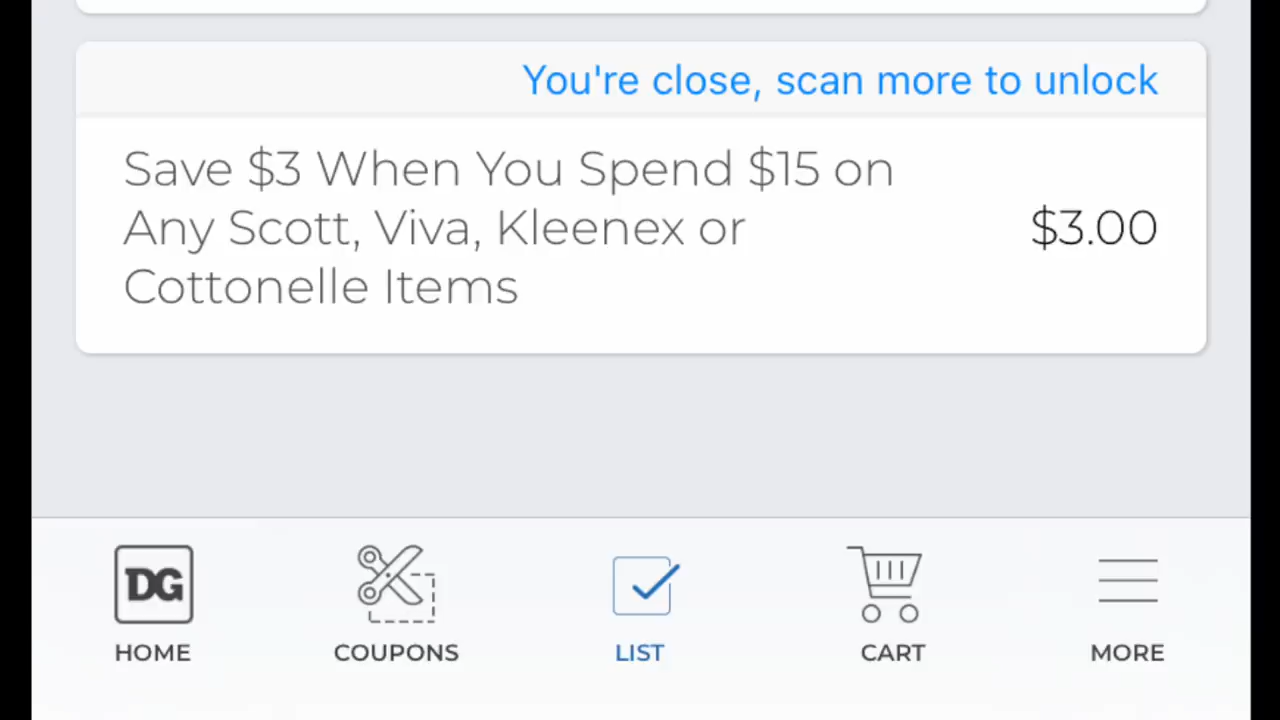 You're close, scan more to unlock
Save $3 When You Spend $15 on
Any Scott, Viva, Kleenex or
Cottonelle Items
$3.00
DG
HOME
COUPONS
LIST
CART
MORE